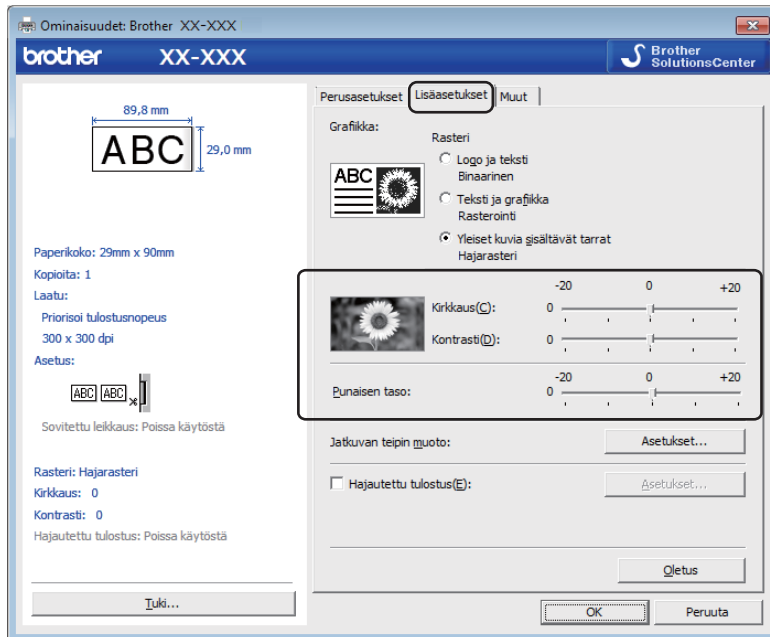 Ominaisuudet: Brother XX-XXX
brother XX-XXX
Brother
SolutionsCenter
89,8 mm
ABC
29,0 mm
Paperikoko: 29mm x 90mm
Kopioita: 1
Laatu:
Priorisoi tulostusnopeus
300 x 300 dpi
Asetus:
ABC ABC
Sovitettu leikkaus: Poissa käytöstä
Rasteri: Hajarasteri
Kirkkaus: 0
Kontrasti: 0
Hajautettu tulostus: Poissa käytöstä
Tuki...
Perusasetukset Lisäasetukset Muut
Grafiikka:
ABC
Rasteri
Logo ja teksti
Binaarinen
Teksti ja grafiikka
Rasterointi
Yleiset kuvia sisältävät tarrat
Hajarasteri
-20 0 +20
Kirkkaus(C): 0
Kontrasti(D): 0
-20 0 +20
Punaisen taso: 0
Jatkuvan teipin muoto: Asetukset...
Hajautettu tulostus(E): Asetukset...
Oletus
OK Peruuta